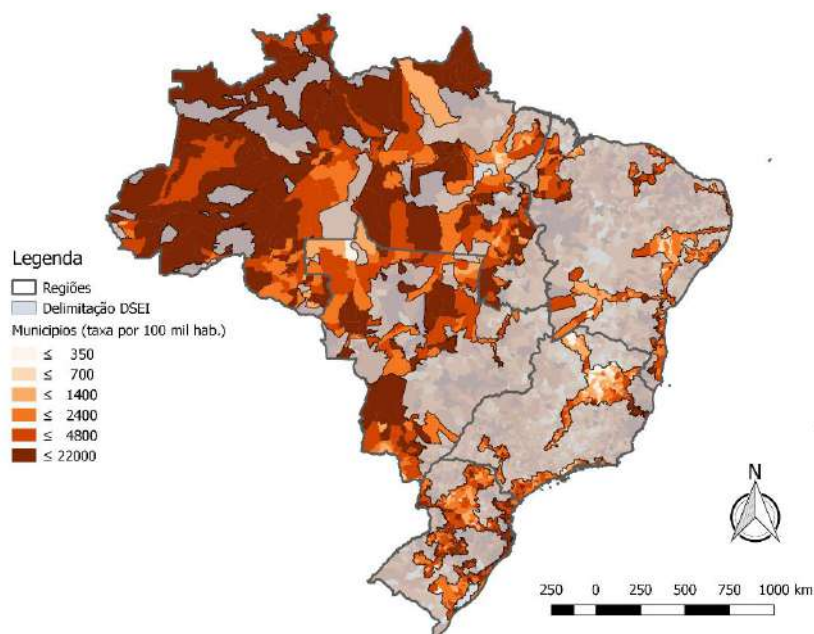 Legenda
Regiões
Delimitação DSEI
Municipios (taxa por 100 mil hab.)
≤ 350
≤ 700
≤ 1400
≤ 2400
≤ 4800
≤ 22000
N
250 0 250 500 750 1000 km